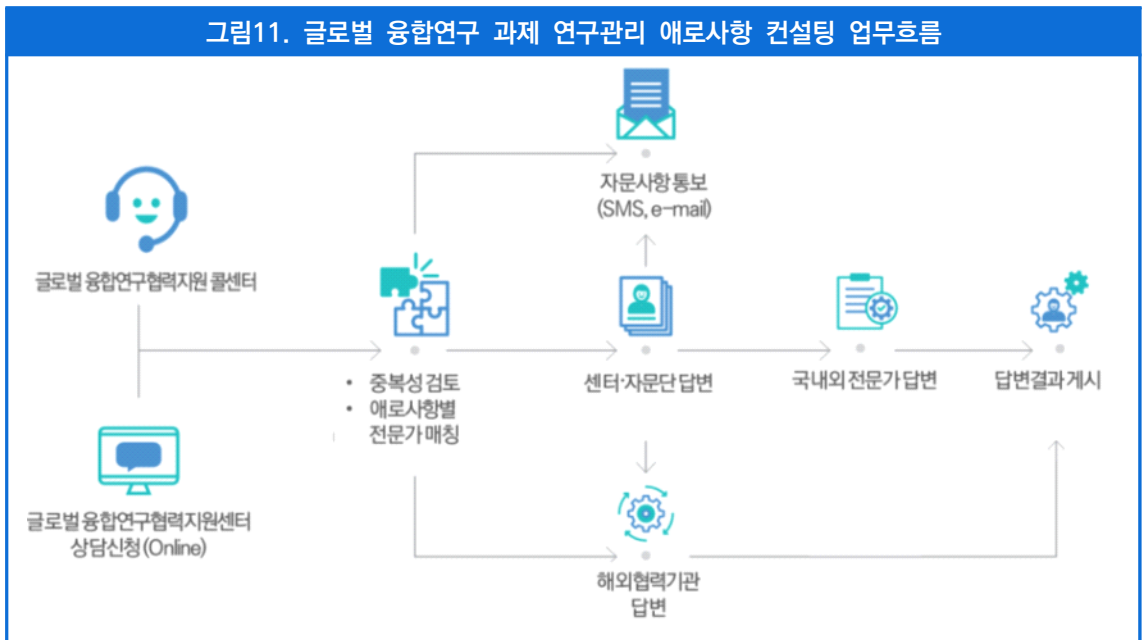 그림11. 글로벌 융합연구 과제 연구관리 애로사항 컨설팅 업무흐름
자문사항 통보
(SMS, e-mail)
글로벌 융합연구협력지원 콜센터
• 중복성 검토
• 애로사항별
전문가 매칭
센터·자문단 답변
국내외 전문가 답변
답변결과 게시
글로벌 융합연구협력지원센터
상담신청(Online)
해외협력기관
답변